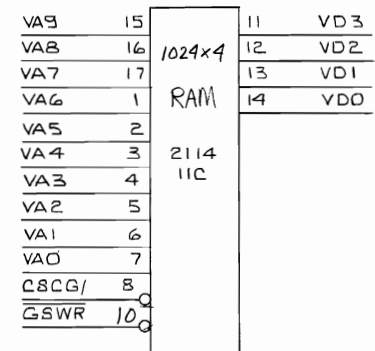 VA9 15 11 VD3
VA8 16 1024x4 12 VD2
VA7 17 13 VD1
VA6 1 RAM 14 VD0
VA5 2
VA4 3 2114
VA3 4 11C
VA2 5
VA1 6
VA0 7
CSCG/ 8
GSWR 10